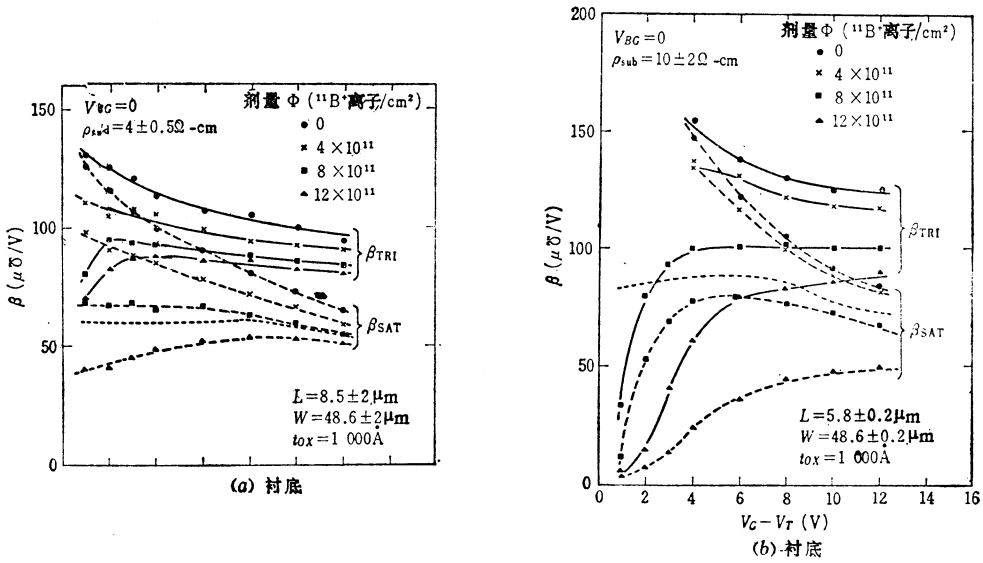 150
100
50
0
β (μ℧/V)
V_BG=0
ρ_sub=4±0.5Ω-cm
剂量Φ (¹¹B⁺离子/cm²)
● 0
× 4×10¹¹
■ 8×10¹¹
▲ 12×10¹¹
β_TRI
β_SAT
L=8.5±2μm
W=48.6±2μm
tox=1 000Å
(a) 衬底
200
150
100
50
0
β (μ℧/V)
V_BG=0
ρ_sub=10±2Ω-cm
剂量Φ (¹¹B⁺离子/cm²)
● 0
× 4×10¹¹
■ 8×10¹¹
▲ 12×10¹¹
β_TRI
β_SAT
L=5.8±0.2μm
W=48.6±0.2μm
tox=1 000Å
0 2 4 6 8 10 12 14 16
V_G−V_T (V)
(b) 衬底